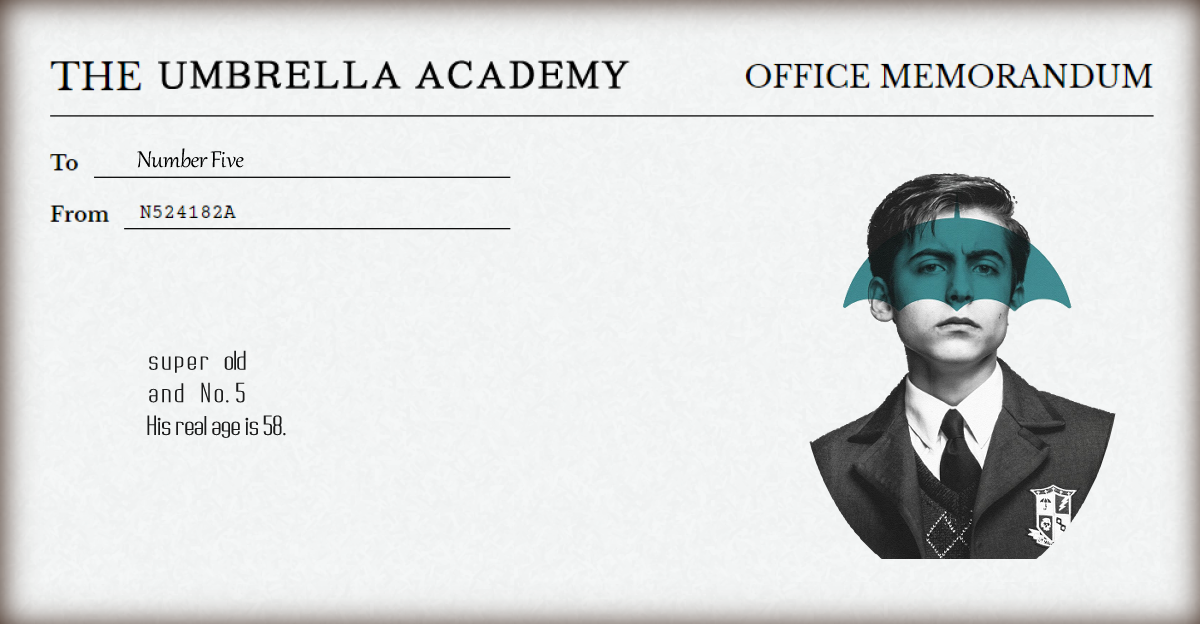 THE UMBRELLA ACADEMY OFFICE MEMORANDUM
To Number Five
From N524182A
super old
and No.5
His real age is 58.